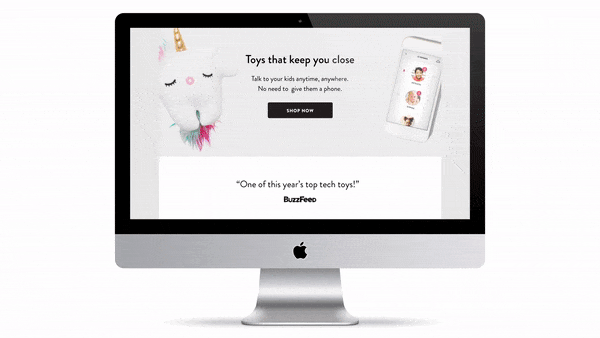 Toys that keep you close
Talk to your kids anytime, anywhere.
No need to give them a phone.
SHOP NOW
“One of this year’s top tech toys!”
BuzzFeed